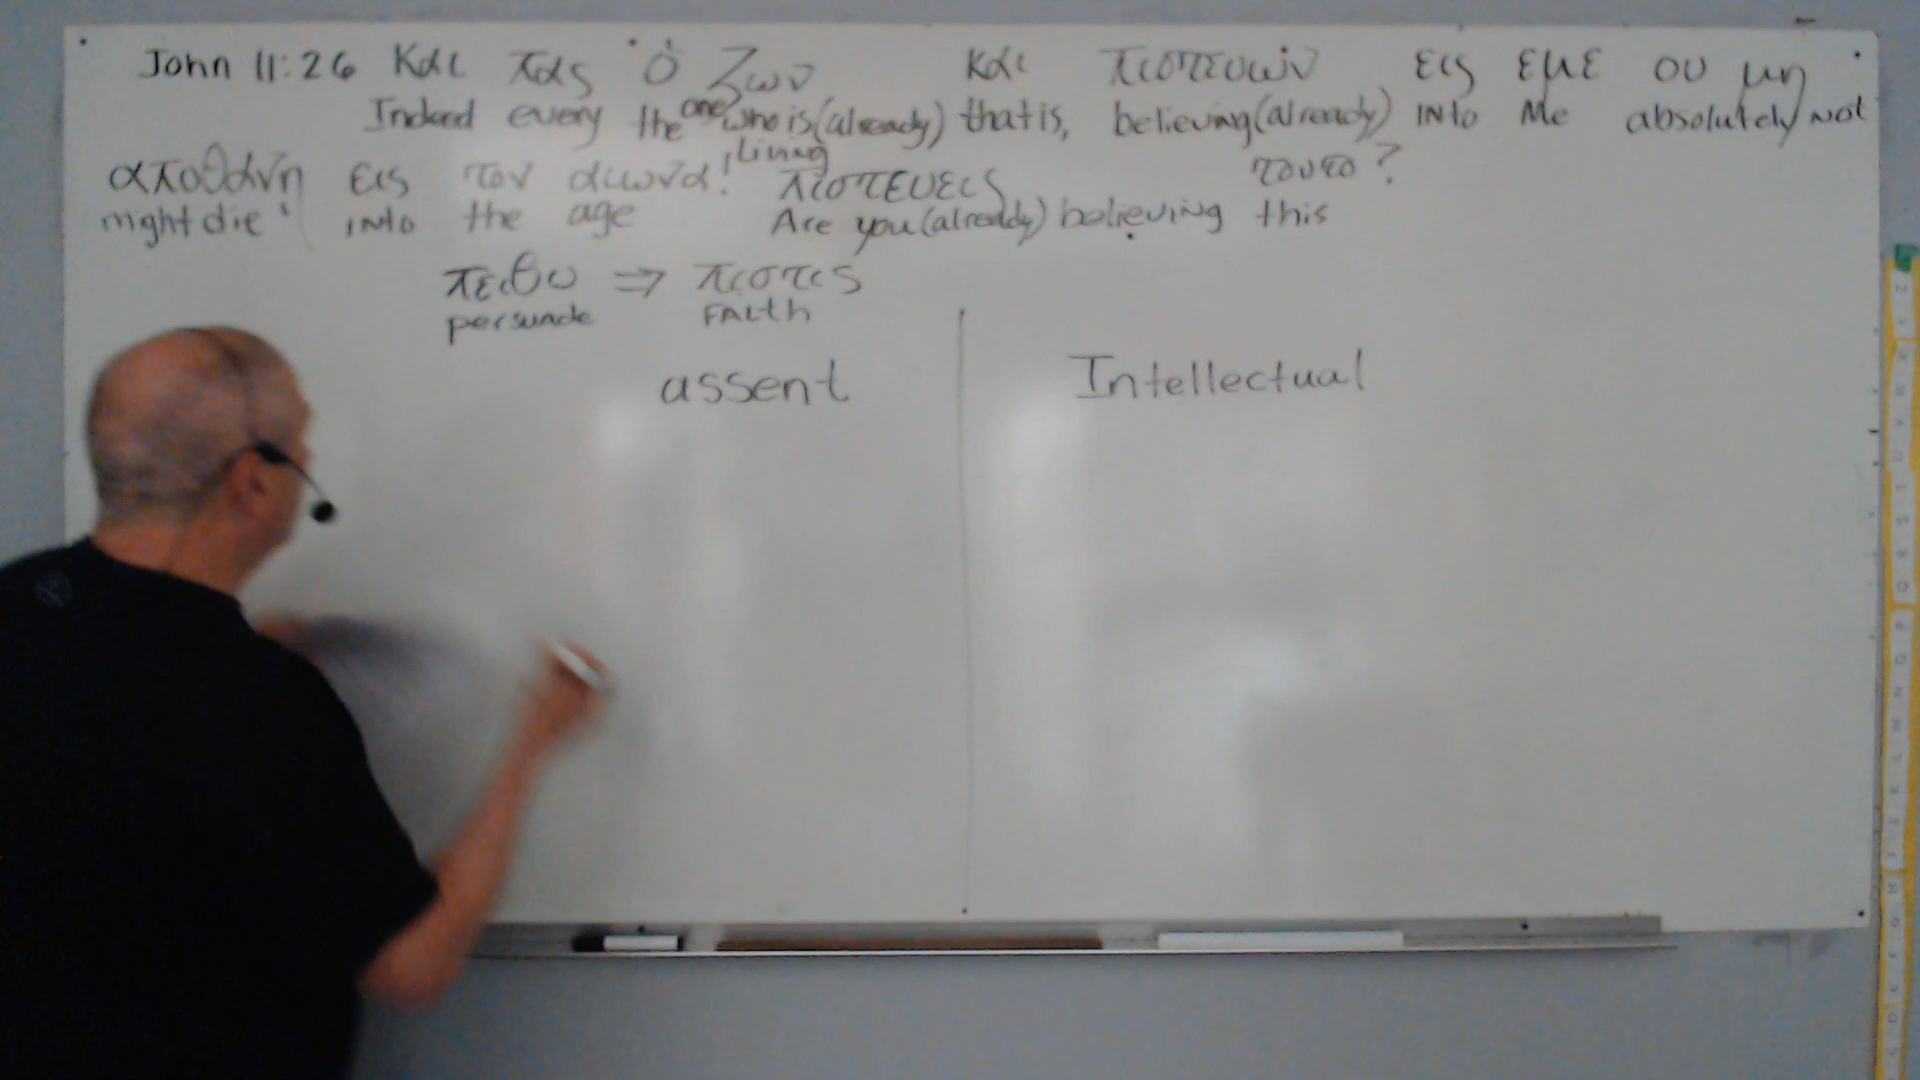 John 11:26 Και πας ὁ Ζων και πιστευων εις εμε ου μη
Indeed every the one who is (already) that is, believing (already) INto Me absolutely not
living
αποθανη εις τον αιωνα! πιστευεις τουτο?
might die INto the age Are you (already) believing this
πειθω ⇒ πιστις
persuade FAith
assent Intellectual